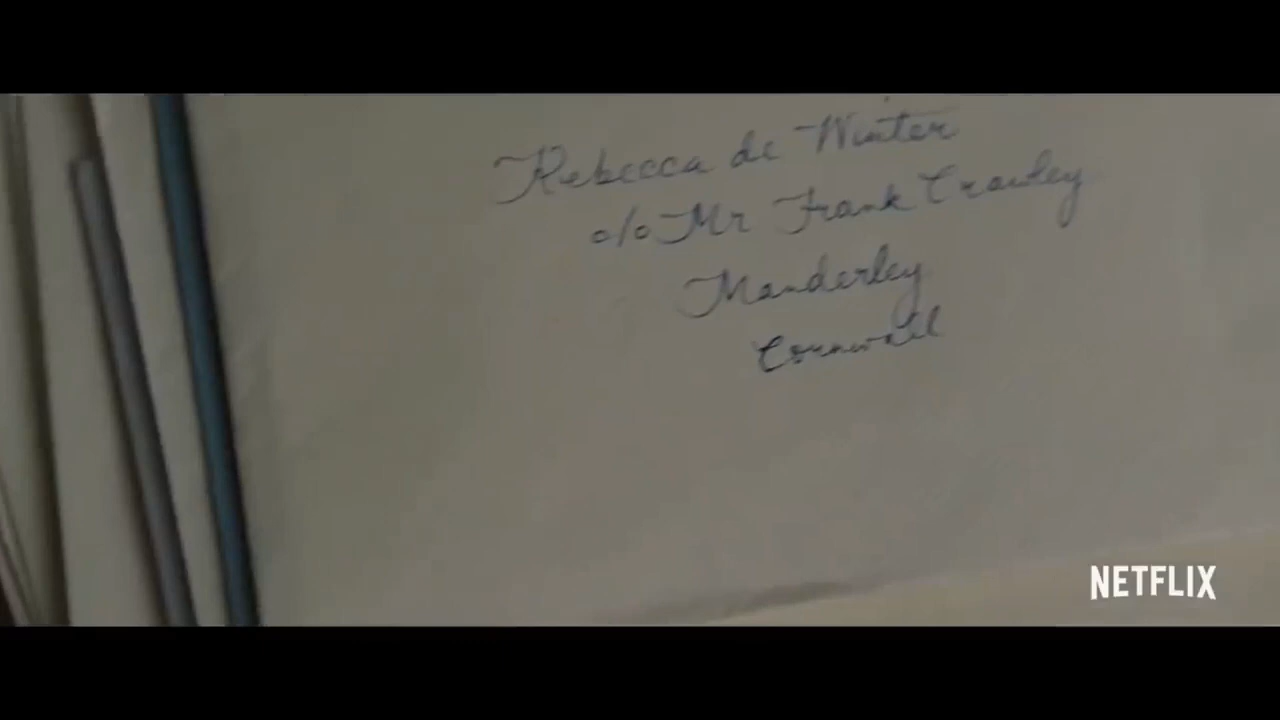 Rebecca de Winter
c/o Mr Frank Crawley
Manderley
Cornwall
NETFLIX